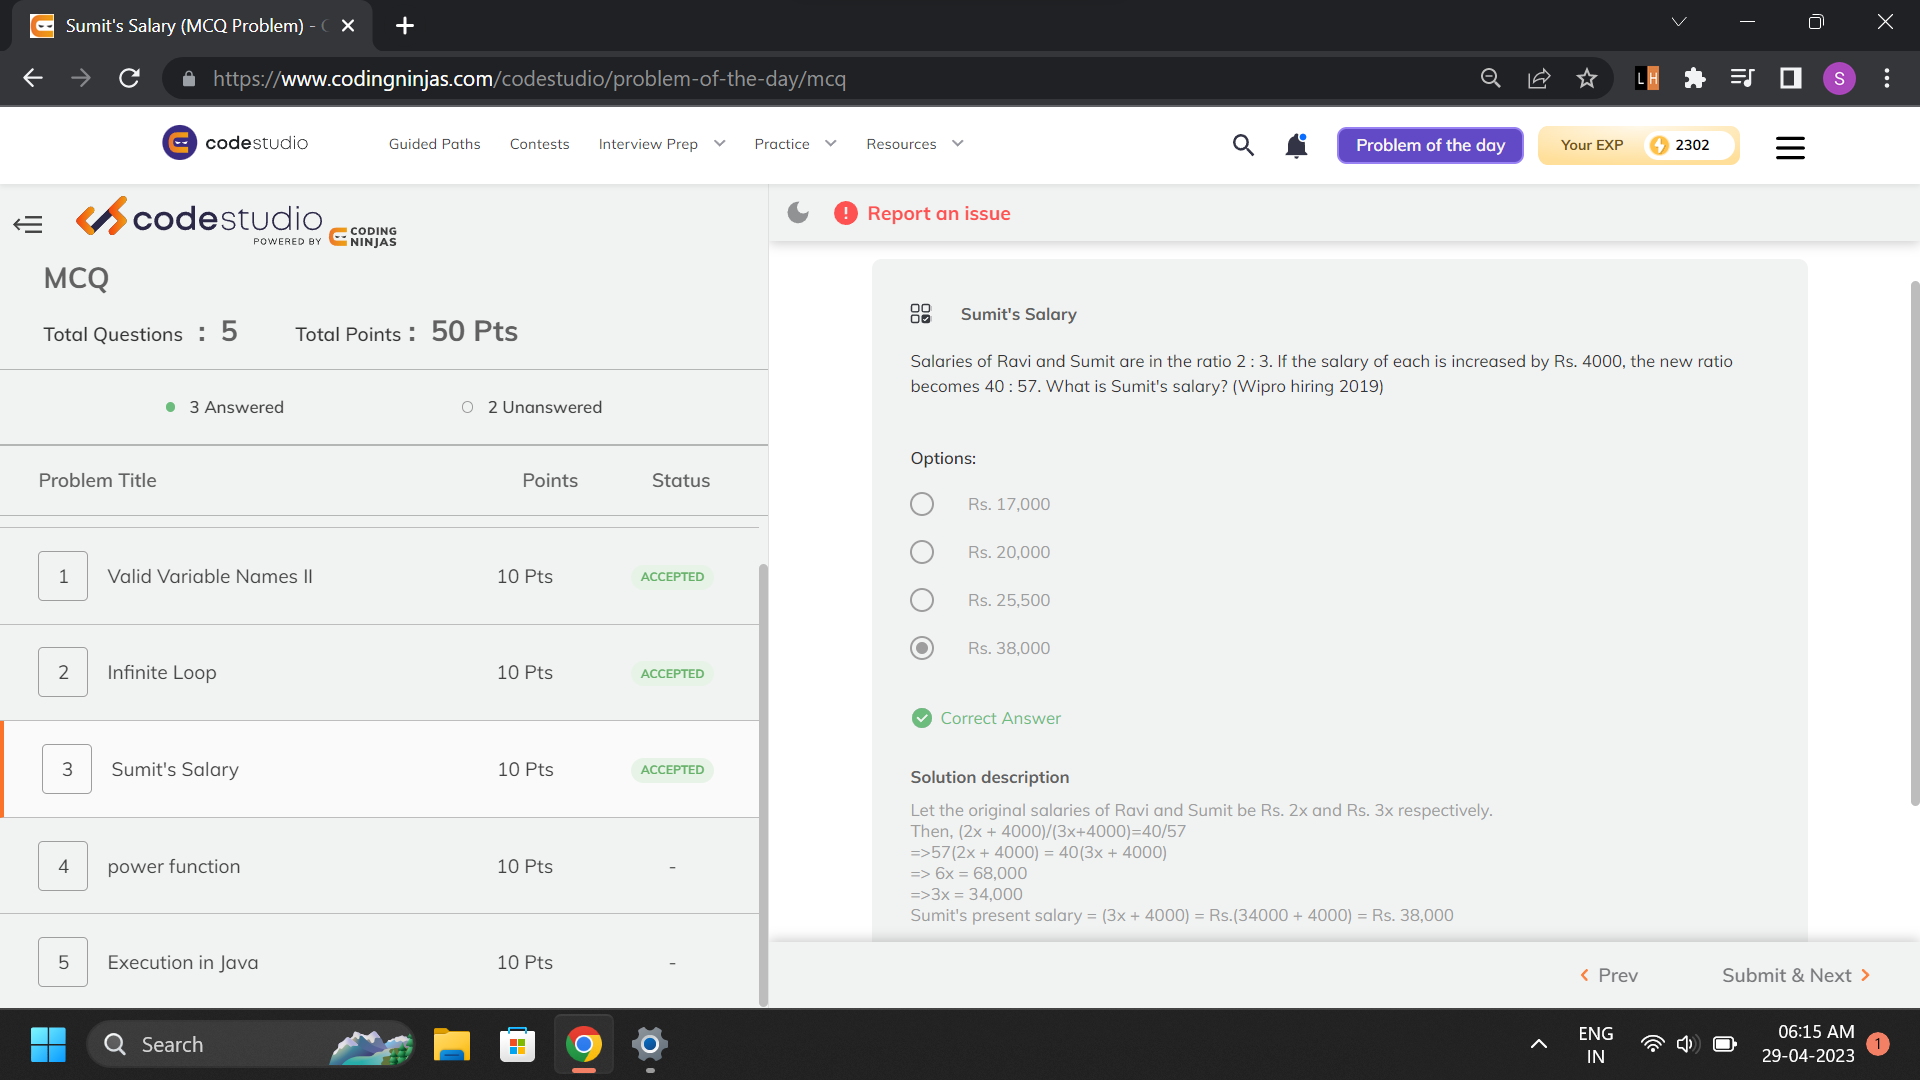 Sumit's Salary (MCQ Problem) -
https://www.codingninjas.com/codestudio/problem-of-the-day/mcq
LH
S
codestudio
Guided Paths
Contests
Interview Prep
Practice
Resources
Problem of the day
Your EXP
2302
codestudio
POWERED BY
CODING
NINJAS
MCQ
Total Questions : 5
Total Points : 50 Pts
3 Answered
2 Unanswered
Problem Title Points Status
1 Valid Variable Names II 10 Pts ACCEPTED
2 Infinite Loop 10 Pts ACCEPTED
3 Sumit's Salary 10 Pts ACCEPTED
4 power function 10 Pts -
5 Execution in Java 10 Pts -
Report an issue
Sumit's Salary
Salaries of Ravi and Sumit are in the ratio 2 : 3. If the salary of each is increased by Rs. 4000, the new ratio
becomes 40 : 57. What is Sumit's salary? (Wipro hiring 2019)
Options:
Rs. 17,000
Rs. 20,000
Rs. 25,500
Rs. 38,000
Correct Answer
Solution description
Let the original salaries of Ravi and Sumit be Rs. 2x and Rs. 3x respectively.
Then, (2x + 4000)/(3x+4000)=40/57
=>57(2x + 4000) = 40(3x + 4000)
=> 6x = 68,000
=>3x = 34,000
Sumit's present salary = (3x + 4000) = Rs.(34000 + 4000) = Rs. 38,000
Prev
Submit & Next
Search
ENG
IN
06:15 AM
29-04-2023
1